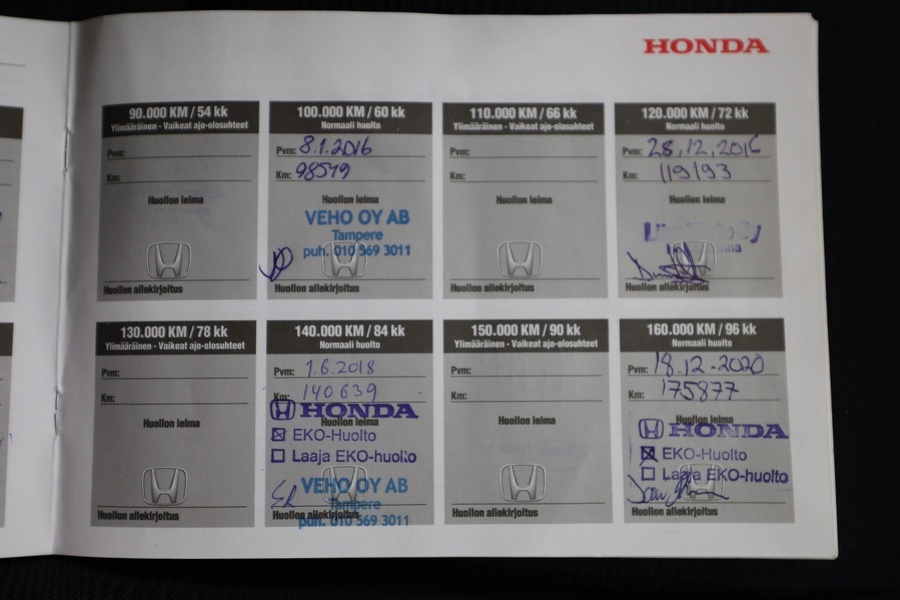 HONDA
90.000 KM / 54 kk
Ylimääräinen - Vaikeat ajo-olosuhteet
Pvm:
Km:
Huollon leima
Huollon allekirjoitus
100.000 KM / 60 kk
Normaali huolto
Pvm: 8.1.2016
Km: 98519
Huollon leima
VEHO OY AB
Tampere
puh. 010 569 3011
Huollon allekirjoitus
110.000 KM / 66 kk
Ylimääräinen - Vaikeat ajo-olosuhteet
Pvm:
Km:
Huollon leima
Huollon allekirjoitus
120.000 KM / 72 kk
Normaali huolto
Pvm: 28.12.2016
Km: 119193
Huollon leima
Huollon allekirjoitus
130.000 KM / 78 kk
Ylimääräinen - Vaikeat ajo-olosuhteet
Pvm:
Km:
Huollon leima
Huollon allekirjoitus
140.000 KM / 84 kk
Normaali huolto
Pvm: 1.6.2018
Km: 140639
HONDA
Huollon leima
EKO-Huolto
Laaja EKO-huolto
VEHO OY AB
Tampere
Huollon allekirjoitus
puh. 010 569 3011
150.000 KM / 90 kk
Ylimääräinen - Vaikeat ajo-olosuhteet
Pvm:
Km:
Huollon leima
Huollon allekirjoitus
160.000 KM / 96 kk
Normaali huolto
Pvm: 18.12-2020
Km: 175877
Huollon leima
HONDA
EKO-Huolto
Laaja EKO-huolto
Huollon allekirjoitus